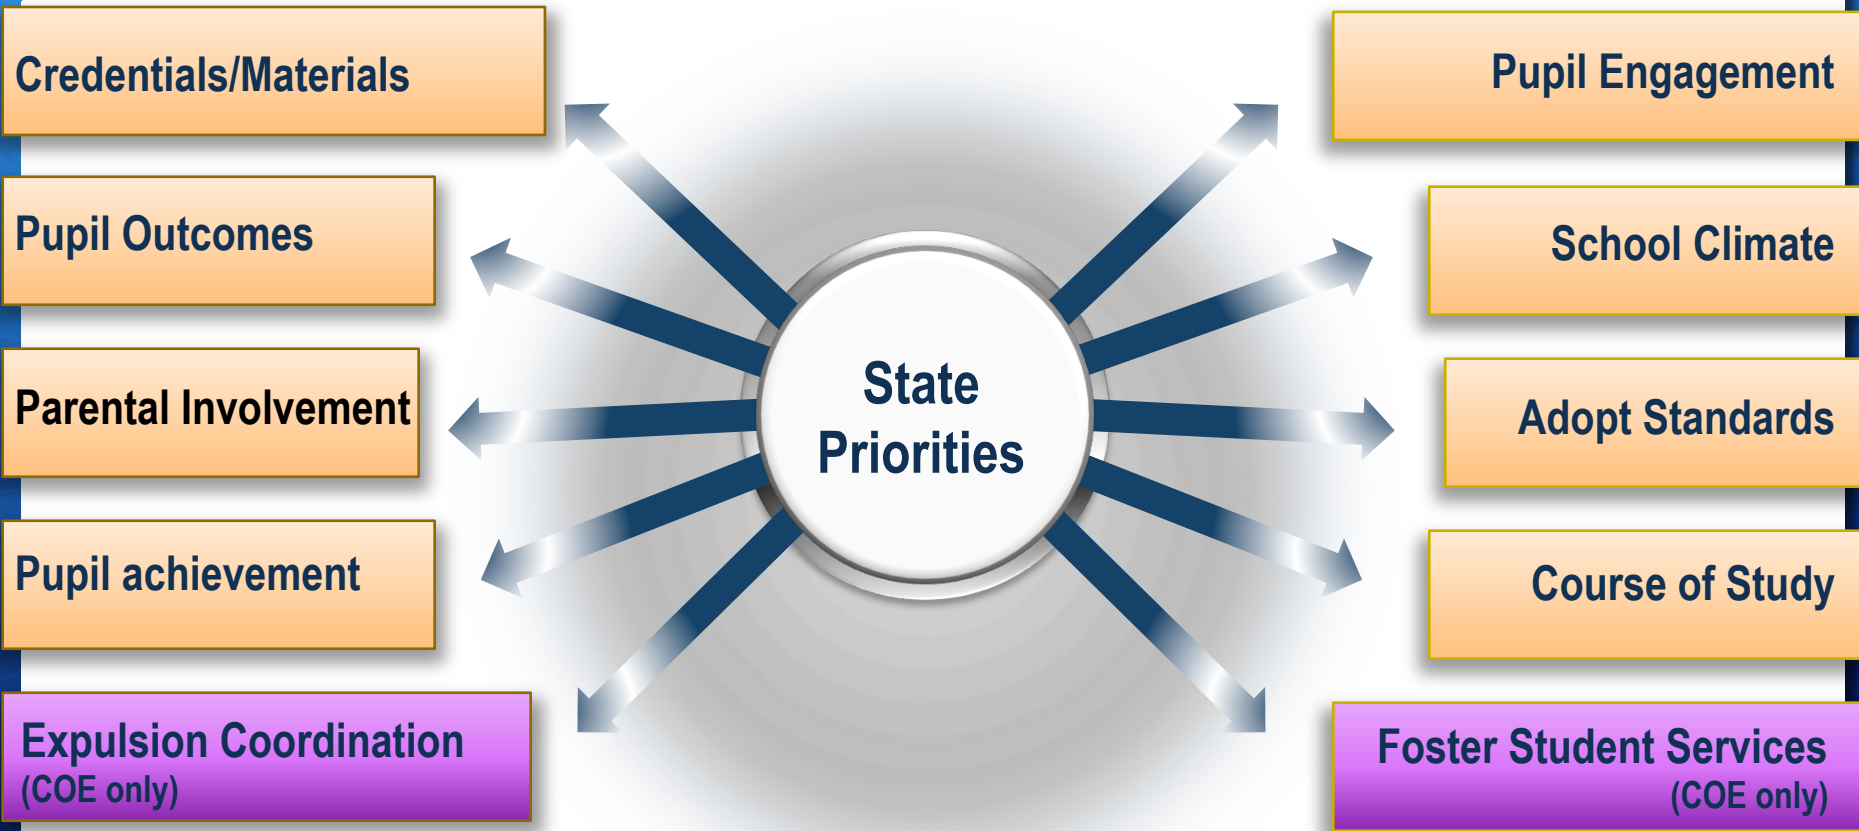 Credentials/Materials
Pupil Outcomes
Parental Involvement
Pupil achievement
Expulsion Coordination
(COE only)
State
Priorities
Pupil Engagement
School Climate
Adopt Standards
Course of Study
Foster Student Services
(COE only)